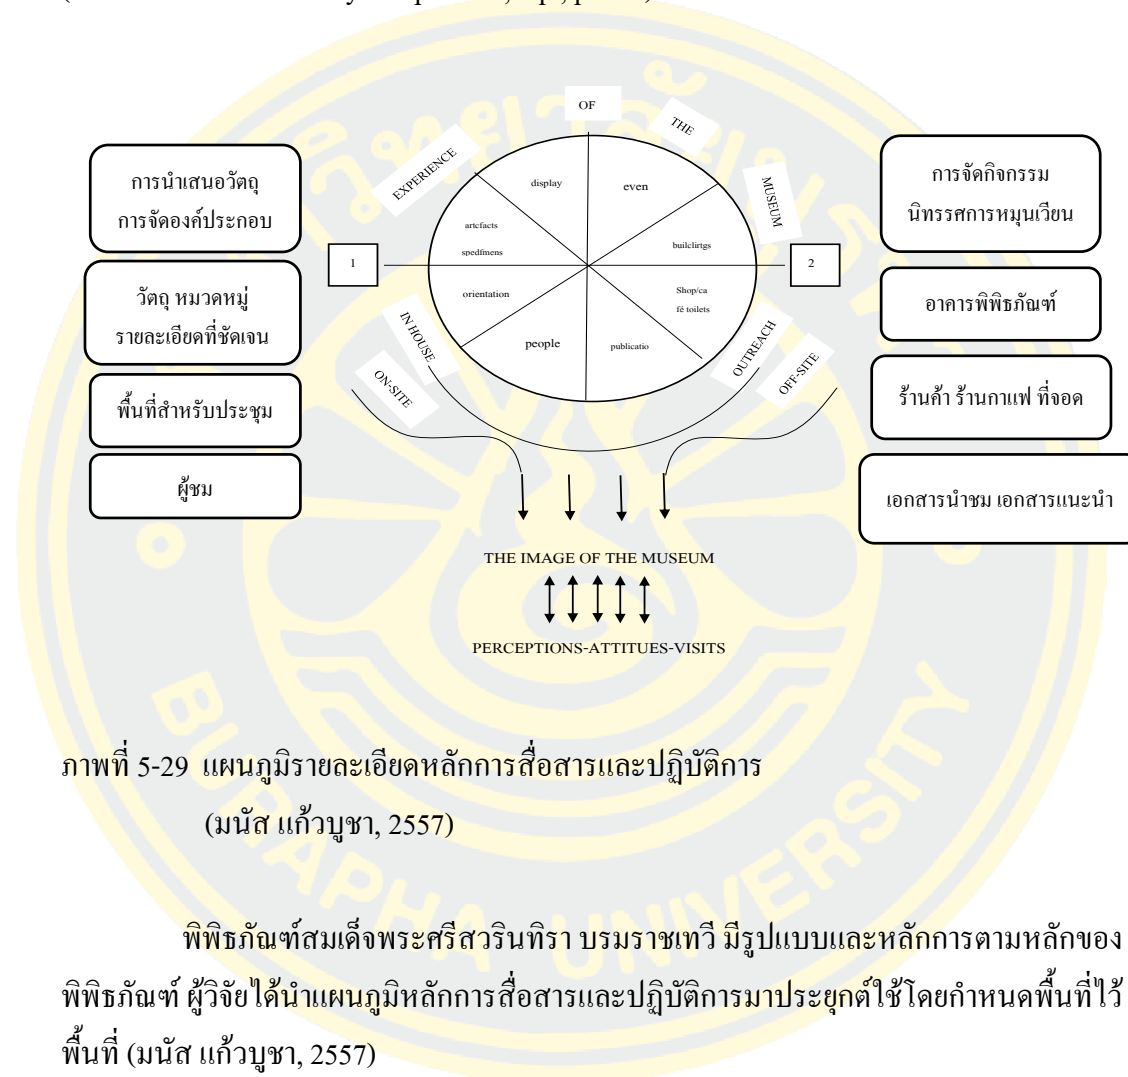 OF
THE
EXPERIENCE
MUSEUM
display
even
artcfacts
spedfmens
builclirtgs
orientation
Shop/ca
fé toilets
people
publicatio
1
2
IN HOUSE
ON-SITE
OUTREACH
OFF-SITE
การนำเสนอวัตถุ
การจัดองค์ประกอบ
วัตถุ หมวดหมู่
รายละเอียดที่ชัดเจน
พื้นที่สำหรับประชุม
ผู้ชม
การจัดกิจกรรม
นิทรรศการหมุนเวียน
อาคารพิพิธภัณฑ์
ร้านค้า ร้านกาแฟ ที่จอด
เอกสารนำชม เอกสารแนะนำ
THE IMAGE OF THE MUSEUM
PERCEPTIONS-ATTITUES-VISITS
ภาพที่ 5-29 แผนภูมิรายละเอียดหลักการสื่อสารและปฏิบัติการ
(มนัส แก้วบูชา, 2557)
พิพิธภัณฑ์สมเด็จพระศรีสวรินทิรา บรมราชเทวี มีรูปแบบและหลักการตามหลักของ
พิพิธภัณฑ์ ผู้วิจัยได้นำแผนภูมิหลักการสื่อสารและปฏิบัติการมาประยุกต์ใช้โดยกำหนดพื้นที่ไว้
พื้นที่ (มนัส แก้วบูชา, 2557)
BURAPHA UNIVERSITY